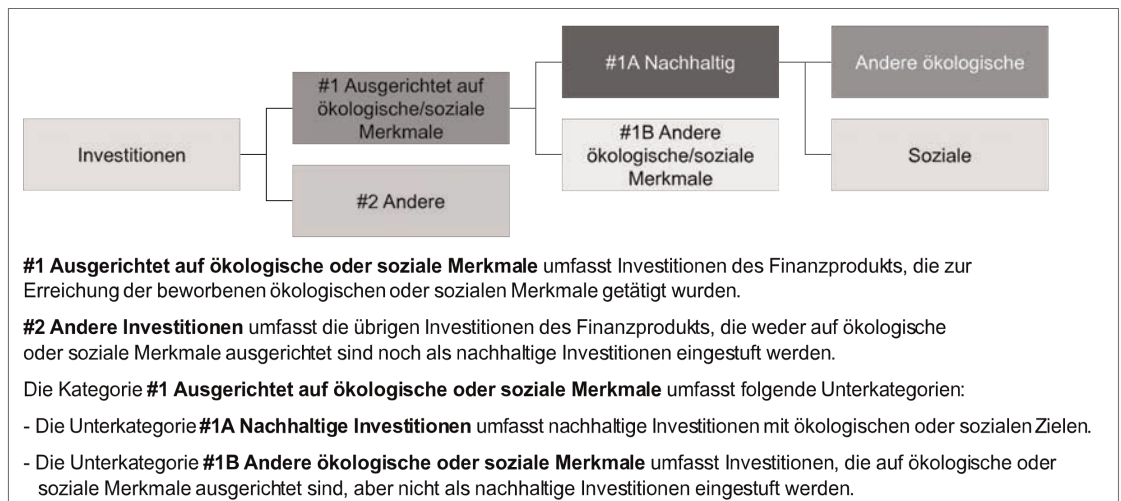 #1A Nachhaltig
Andere ökologische
#1 Ausgerichtet auf
ökologische/soziale
Merkmale
Investitionen
#1B Andere
ökologische/soziale
Merkmale
Soziale
#2 Andere
#1 Ausgerichtet auf ökologische oder soziale Merkmale umfasst Investitionen des Finanzprodukts, die zur
Erreichung der beworbenen ökologischen oder sozialen Merkmale getätigt wurden.
#2 Andere Investitionen umfasst die übrigen Investitionen des Finanzprodukts, die weder auf ökologische
oder soziale Merkmale ausgerichtet sind noch als nachhaltige Investitionen eingestuft werden.
Die Kategorie #1 Ausgerichtet auf ökologische oder soziale Merkmale umfasst folgende Unterkategorien:
- Die Unterkategorie #1A Nachhaltige Investitionen umfasst nachhaltige Investitionen mit ökologischen oder sozialen Zielen.
- Die Unterkategorie #1B Andere ökologische oder soziale Merkmale umfasst Investitionen, die auf ökologische oder
soziale Merkmale ausgerichtet sind, aber nicht als nachhaltige Investitionen eingestuft werden.